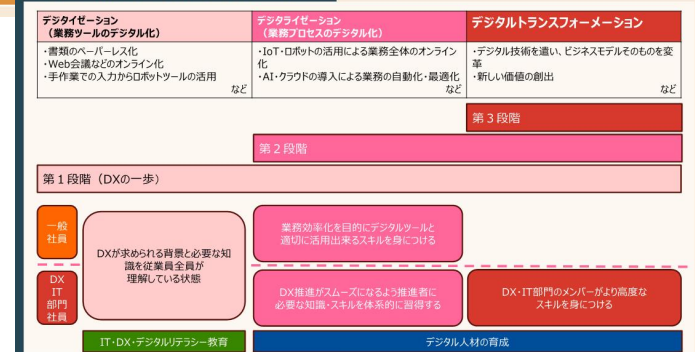 デジタイゼーション
（業務ツールのデジタル化）
・書類のペーパーレス化
・Web会議などのオンライン化
・手作業での入力からロボットツールの活用
など
デジタライゼーション
（業務プロセスのデジタル化）
・IoT・ロボットの活用による業務全体のオンライン
化
・AI・クラウドの導入による業務の自動化・最適化
など
デジタルトランスフォーメーション
・デジタル技術を遣い、ビジネスモデルそのものを変
革
・新しい価値の創出
など
第３段階
第２段階
第１段階（DXの一歩）
一般
社員
DXが求められる背景と必要な知
識を従業員全員が
理解している状態
業務効率化を目的にデジタルツールと
適切に活用出来るスキルを身につける
DX
IT
部門
社員
DX推進がスムーズになるよう推進者に
必要な知識・スキルを体系的に習得する
DX・IT部門のメンバーがより高度な
スキルを身につける
IT・DX・デジタルリテラシー教育
デジタル人材の育成